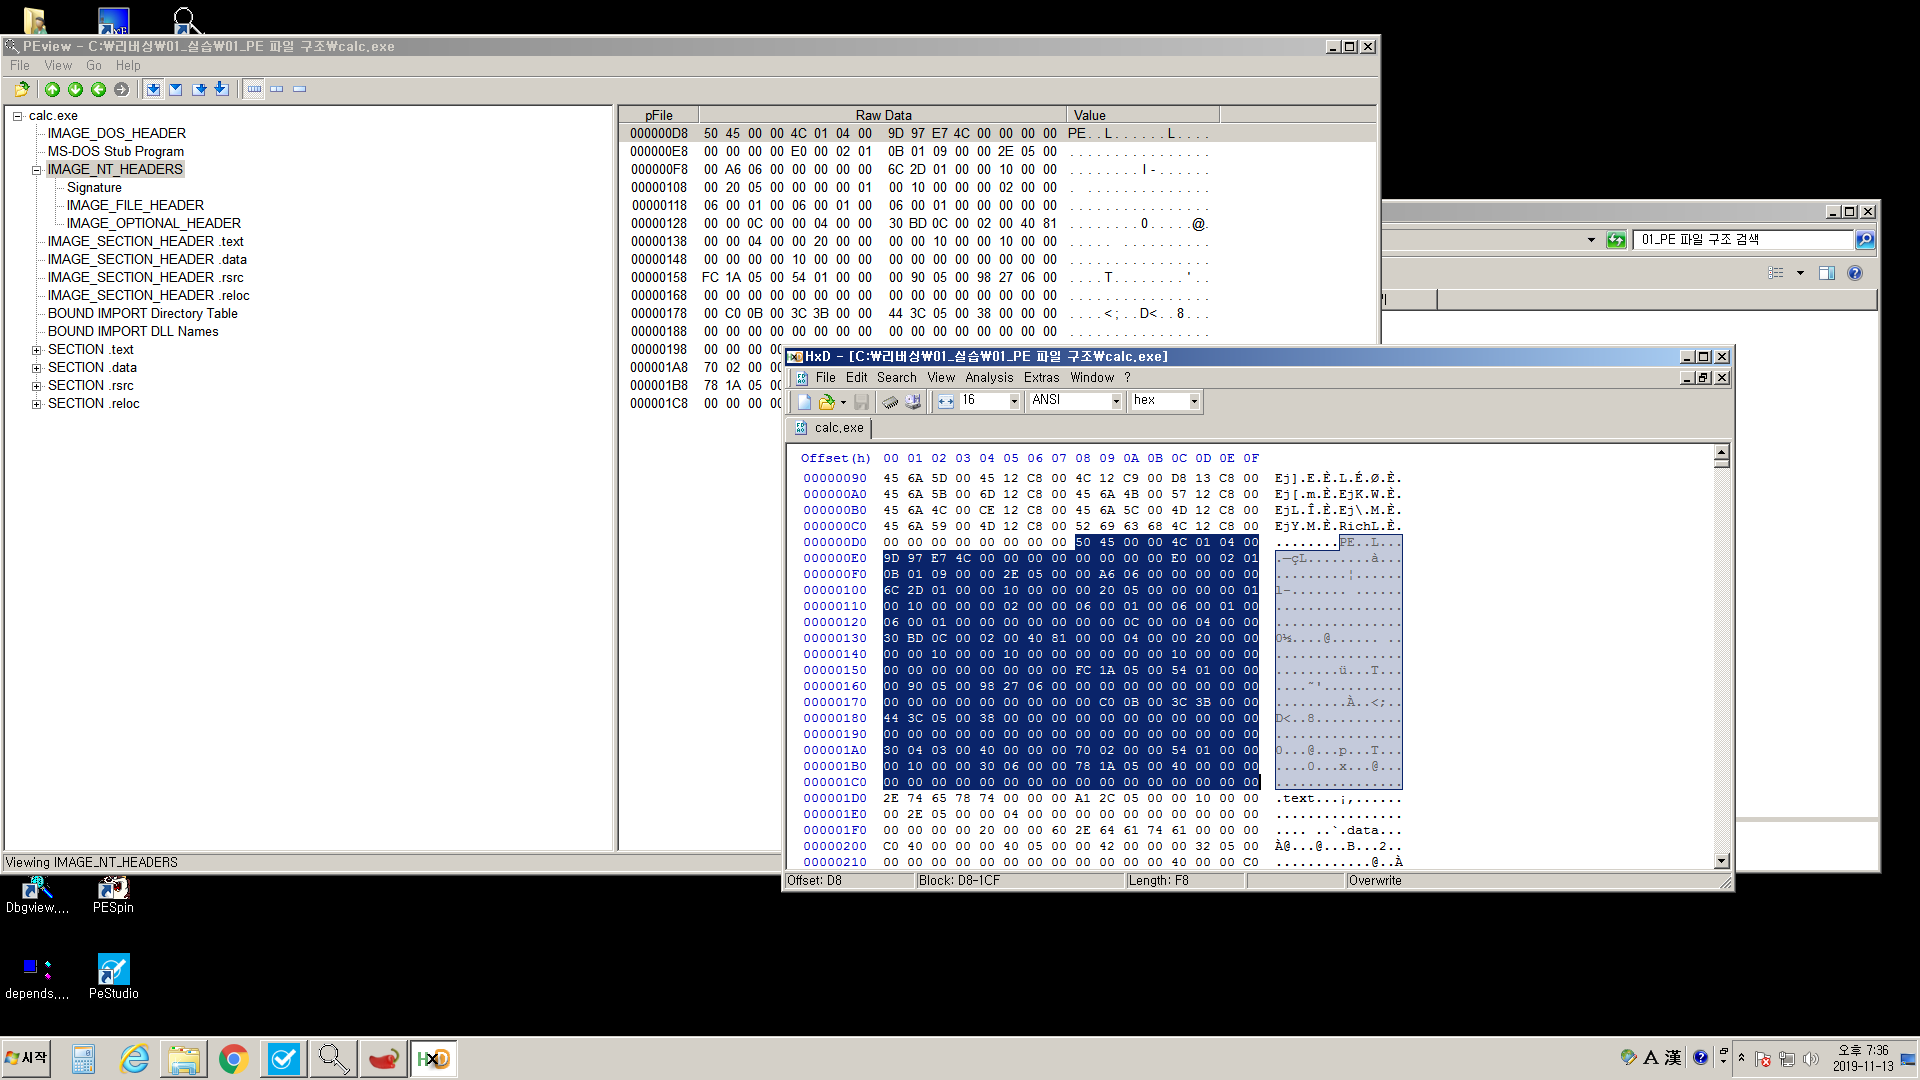 PEview - C:￦리버싱￦01_실습￦01_PE 파일 구조￦calc.exe
File View Go Help
calc.exe
IMAGE_DOS_HEADER
MS-DOS Stub Program
IMAGE_NT_HEADERS
Signature
IMAGE_FILE_HEADER
IMAGE_OPTIONAL_HEADER
IMAGE_SECTION_HEADER .text
IMAGE_SECTION_HEADER .data
IMAGE_SECTION_HEADER .rsrc
IMAGE_SECTION_HEADER .reloc
BOUND IMPORT Directory Table
BOUND IMPORT DLL Names
SECTION .text
SECTION .data
SECTION .rsrc
SECTION .reloc
pFile Raw Data Value
000000D8 50 45 00 00 4C 01 04 00 9D 97 E7 4C 00 00 00 00 PE..L......L....
000000E8 00 00 00 00 E0 00 02 01 0B 01 09 00 00 2E 05 00 ................
000000F8 00 A6 06 00 00 00 00 00 6C 2D 01 00 00 10 00 00 ........l-......
00000108 00 20 05 00 00 00 00 01 00 10 00 00 00 02 00 00 . ..............
00000118 06 00 01 00 06 00 01 00 06 00 01 00 00 00 00 00 ................
00000128 00 00 0C 00 00 04 00 00 30 BD 0C 00 02 00 40 81 ........0.....@.
00000138 00 00 04 00 00 20 00 00 00 00 10 00 00 10 00 00 ..... ..........
00000148 00 00 00 00 10 00 00 00 00 00 00 00 00 00 00 00 ................
00000158 FC 1A 05 00 54 01 00 00 00 90 05 00 98 27 06 00 ....T........'..
00000168 00 00 00 00 00 00 00 00 00 00 00 00 00 00 00 00 ................
00000178 00 C0 0B 00 3C 3B 00 00 44 3C 05 00 38 00 00 00 ....<;..D<..8...
00000188 00 00 00 00 00 00 00 00 00 00 00 00 00 00 00 00 ................
00000198 00 00 00 00
000001A8 70 02 00 00
000001B8 78 1A 05 00
000001C8 00 00 00 00
Viewing IMAGE_NT_HEADERS
01_PE 파일 구조 검색
HxD - [C:￦리버싱￦01_실습￦01_PE 파일 구조￦calc.exe]
File Edit Search View Analysis Extras Window ?
16 ANSI hex
calc.exe
Offset(h) 00 01 02 03 04 05 06 07 08 09 0A 0B 0C 0D 0E 0F
00000090 45 6A 5D 00 45 12 C8 00 4C 12 C9 00 D8 13 C8 00 Ej].E.È.L.É.Ø.È.
000000A0 45 6A 5B 00 6D 12 C8 00 45 6A 4B 00 57 12 C8 00 Ej[.m.È.EjK.W.È.
000000B0 45 6A 4C 00 CE 12 C8 00 45 6A 5C 00 4D 12 C8 00 EjL.Î.È.Ej\.M.È.
000000C0 45 6A 59 00 4D 12 C8 00 52 69 63 68 4C 12 C8 00 EjY.M.È.RichL.È.
000000D0 00 00 00 00 00 00 00 00 50 45 00 00 4C 01 04 00 ........PE..L...
000000E0 9D 97 E7 4C 00 00 00 00 00 00 00 00 E0 00 02 01 .—çL........à...
000000F0 0B 01 09 00 00 2E 05 00 00 A6 06 00 00 00 00 00 .........¦......
00000100 6C 2D 01 00 00 10 00 00 00 20 05 00 00 00 00 01 l-....... ......
00000110 00 10 00 00 00 02 00 00 06 00 01 00 06 00 01 00 ................
00000120 06 00 01 00 00 00 00 00 00 00 0C 00 00 04 00 00 ................
00000130 30 BD 0C 00 02 00 40 81 00 00 04 00 00 20 00 00 0½....@...... ..
00000140 00 00 10 00 00 10 00 00 00 00 00 00 10 00 00 00 ................
00000150 00 00 00 00 00 00 00 00 FC 1A 05 00 54 01 00 00 ........ü...T...
00000160 00 90 05 00 98 27 06 00 00 00 00 00 00 00 00 00 ....˜'..........
00000170 00 00 00 00 00 00 00 00 00 C0 0B 00 3C 3B 00 00 .........À..<;..
00000180 44 3C 05 00 38 00 00 00 00 00 00 00 00 00 00 00 D<..8...........
00000190 00 00 00 00 00 00 00 00 00 00 00 00 00 00 00 00 ................
000001A0 30 04 03 00 40 00 00 00 70 02 00 00 54 01 00 00 0...@...p...T...
000001B0 00 10 00 00 30 06 00 00 78 1A 05 00 40 00 00 00 ....0...x...@...
000001C0 00 00 00 00 00 00 00 00 00 00 00 00 00 00 00 00 ................
000001D0 2E 74 65 78 74 00 00 00 A1 2C 05 00 00 10 00 00 .text...¡,......
000001E0 00 2E 05 00 00 04 00 00 00 00 00 00 00 00 00 00 ................
000001F0 00 00 00 00 20 00 00 60 2E 64 61 74 61 00 00 00 .... ..`.data...
00000200 C0 40 00 00 00 40 05 00 00 42 00 00 00 32 05 00 À@...@...B...2..
00000210 00 00 00 00 00 00 00 00 00 00 00 00 40 00 00 C0 ............@..À
Offset: D8 Block: D8-1CF Length: F8 Overwrite
Dbgview,... PESpin
depends,... PeStudio
시작
A 漢
오후 7:36
2019-11-13